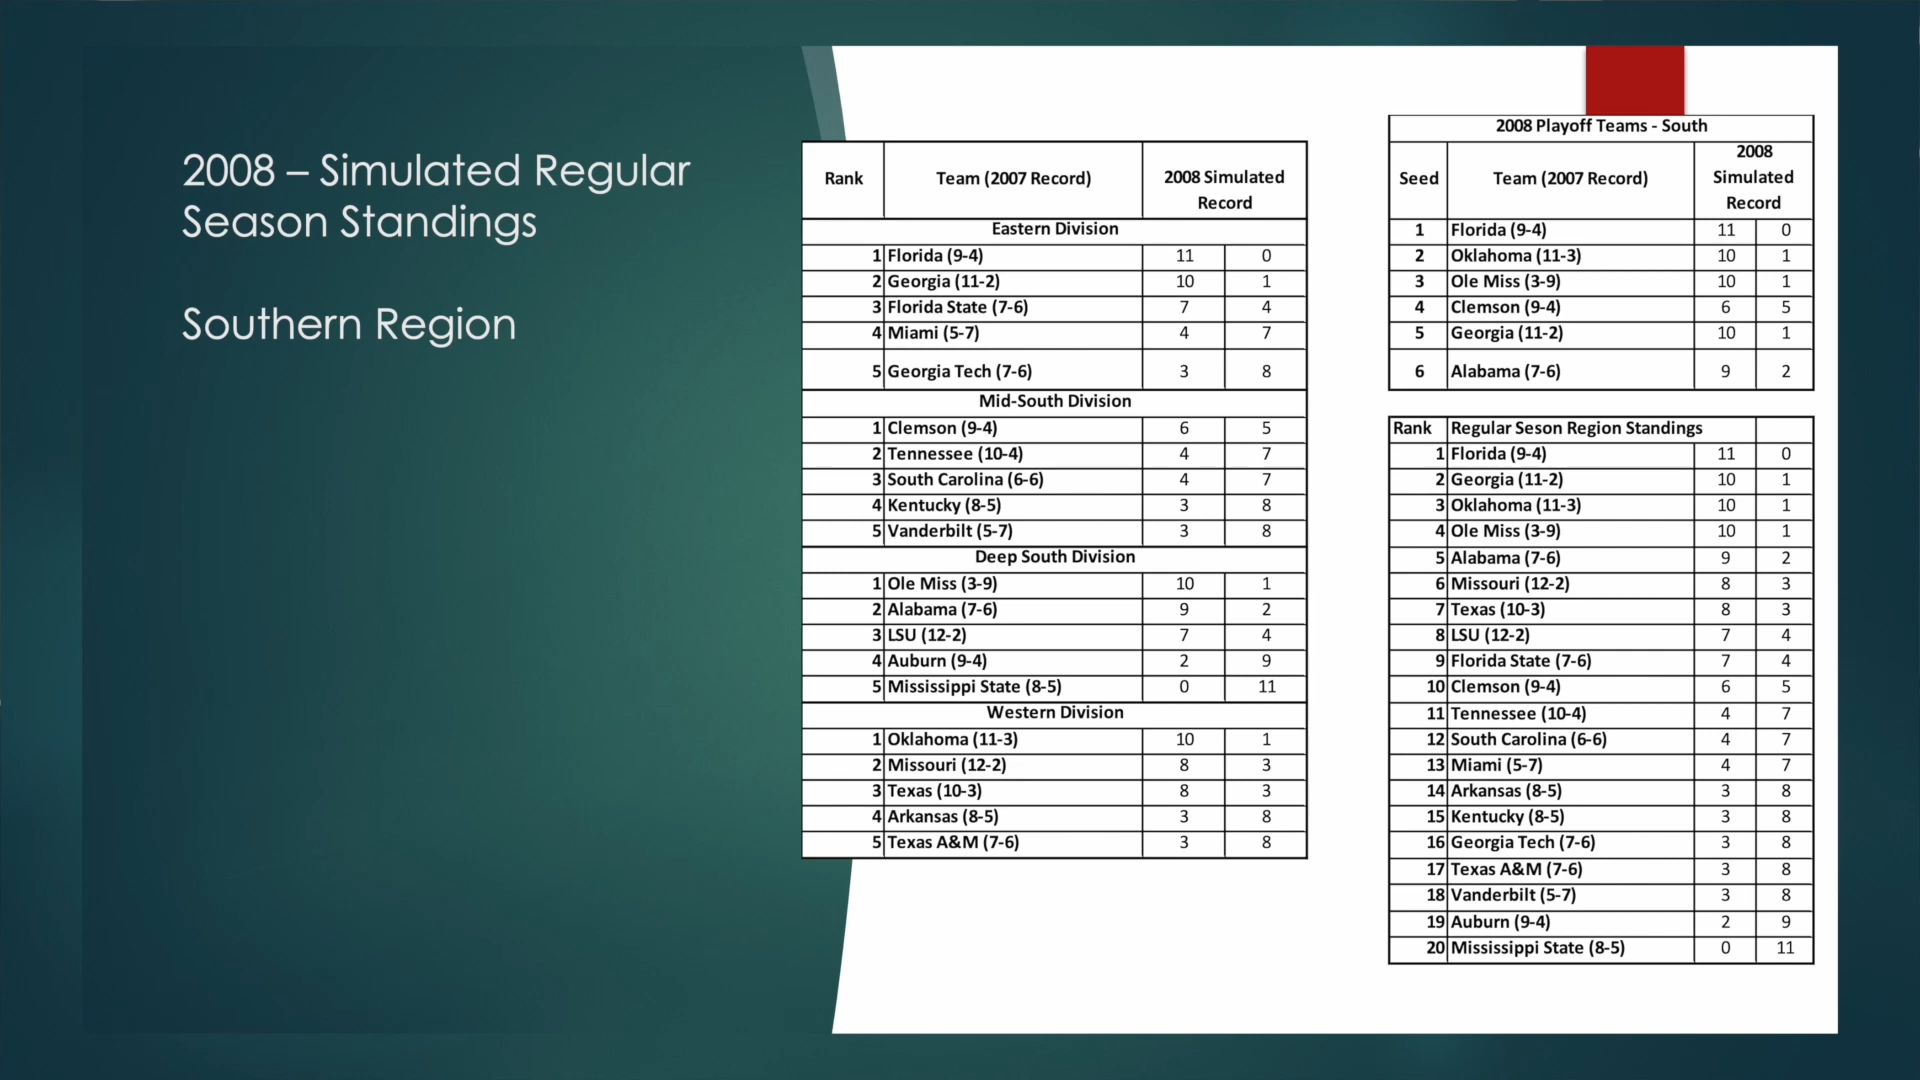 2008 – Simulated Regular
Season Standings
Southern Region
Rank Team (2007 Record) 2008 Simulated Record
Eastern Division
1 Florida (9-4) 11 0
2 Georgia (11-2) 10 1
3 Florida State (7-6) 7 4
4 Miami (5-7) 4 7
5 Georgia Tech (7-6) 3 8
Mid-South Division
1 Clemson (9-4) 6 5
2 Tennessee (10-4) 4 7
3 South Carolina (6-6) 4 7
4 Kentucky (8-5) 3 8
5 Vanderbilt (5-7) 3 8
Deep South Division
1 Ole Miss (3-9) 10 1
2 Alabama (7-6) 9 2
3 LSU (12-2) 7 4
4 Auburn (9-4) 2 9
5 Mississippi State (8-5) 0 11
Western Division
1 Oklahoma (11-3) 10 1
2 Missouri (12-2) 8 3
3 Texas (10-3) 8 3
4 Arkansas (8-5) 3 8
5 Texas A&M (7-6) 3 8
2008 Playoff Teams - South
Seed Team (2007 Record) 2008 Simulated Record
1 Florida (9-4) 11 0
2 Oklahoma (11-3) 10 1
3 Ole Miss (3-9) 10 1
4 Clemson (9-4) 6 5
5 Georgia (11-2) 10 1
6 Alabama (7-6) 9 2
Rank Regular Seson Region Standings
1 Florida (9-4) 11 0
2 Georgia (11-2) 10 1
3 Oklahoma (11-3) 10 1
4 Ole Miss (3-9) 10 1
5 Alabama (7-6) 9 2
6 Missouri (12-2) 8 3
7 Texas (10-3) 8 3
8 LSU (12-2) 7 4
9 Florida State (7-6) 7 4
10 Clemson (9-4) 6 5
11 Tennessee (10-4) 4 7
12 South Carolina (6-6) 4 7
13 Miami (5-7) 4 7
14 Arkansas (8-5) 3 8
15 Kentucky (8-5) 3 8
16 Georgia Tech (7-6) 3 8
17 Texas A&M (7-6) 3 8
18 Vanderbilt (5-7) 3 8
19 Auburn (9-4) 2 9
20 Mississippi State (8-5) 0 11